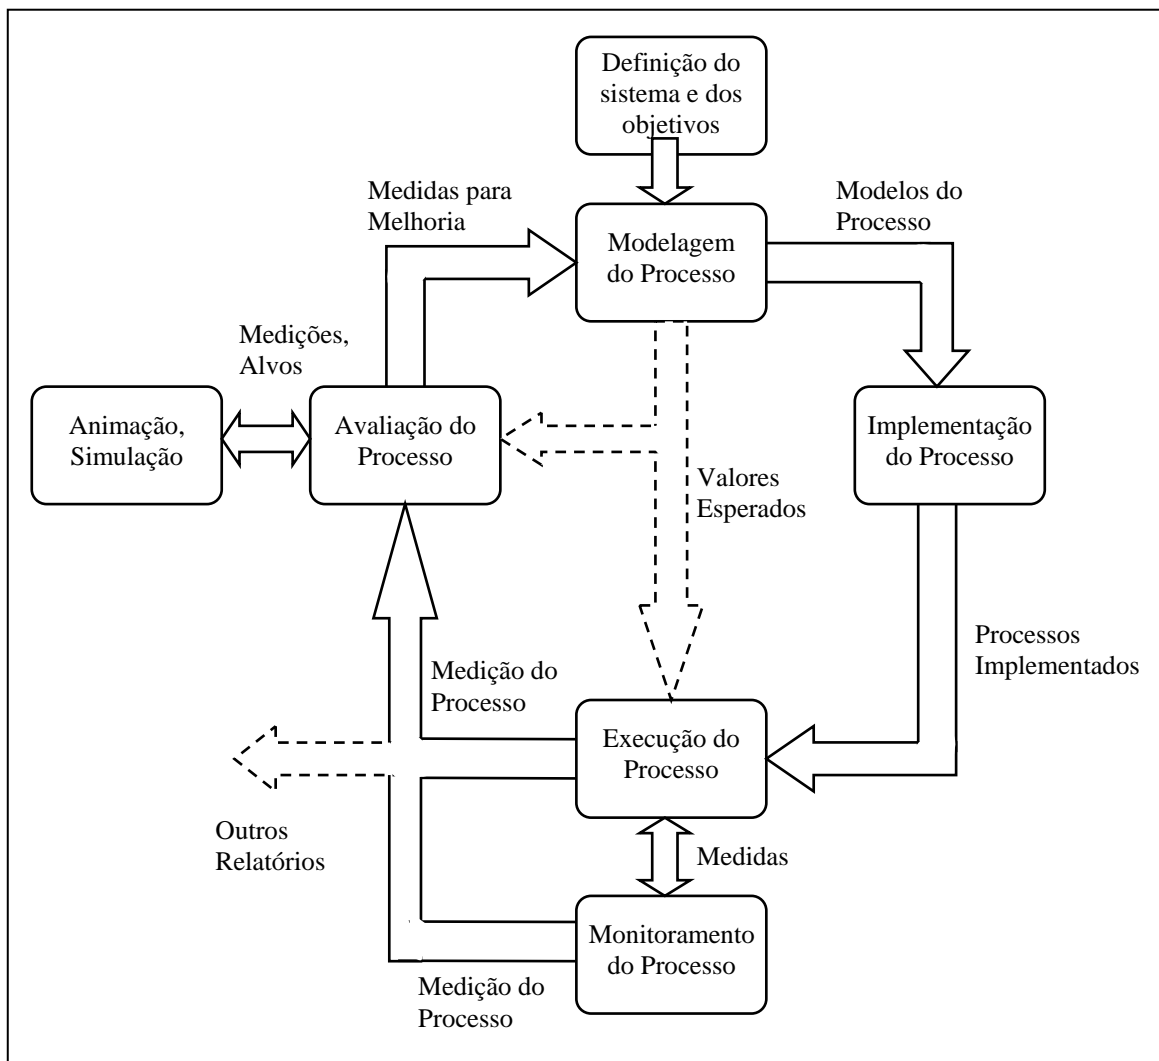 Definição do
sistema e dos
objetivos
Medidas para
Melhoria
Modelos do
Processo
Modelagem
do Processo
Medições,
Alvos
Animação,
Simulação
Avaliação do
Processo
Implementação
do Processo
Valores
Esperados
Processos
Implementados
Medição do
Processo
Execução do
Processo
Outros
Relatórios
Medidas
Monitoramento
do Processo
Medição do
Processo